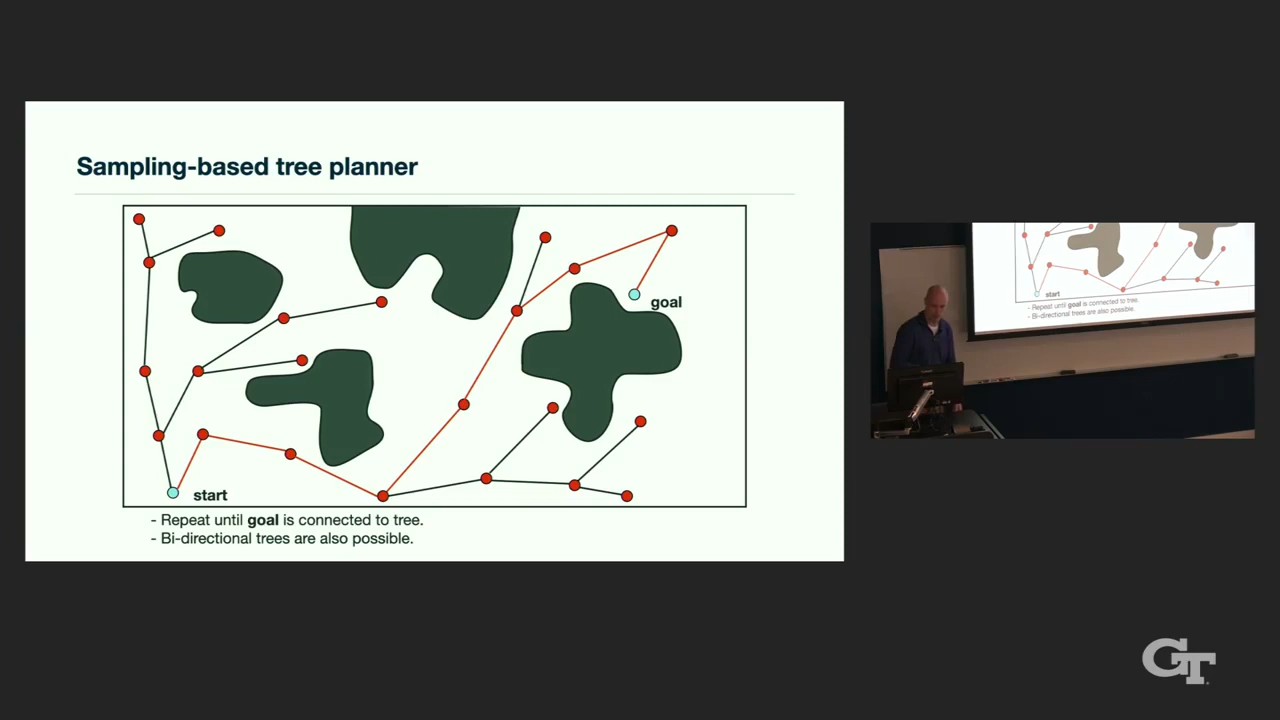 Sampling-based tree planner
goal
start
- Repeat until goal is connected to tree.
- Bi-directional trees are also possible.
start
- Repeat until goal is connected to tree.
- Bi-directional trees are also possible.
GT